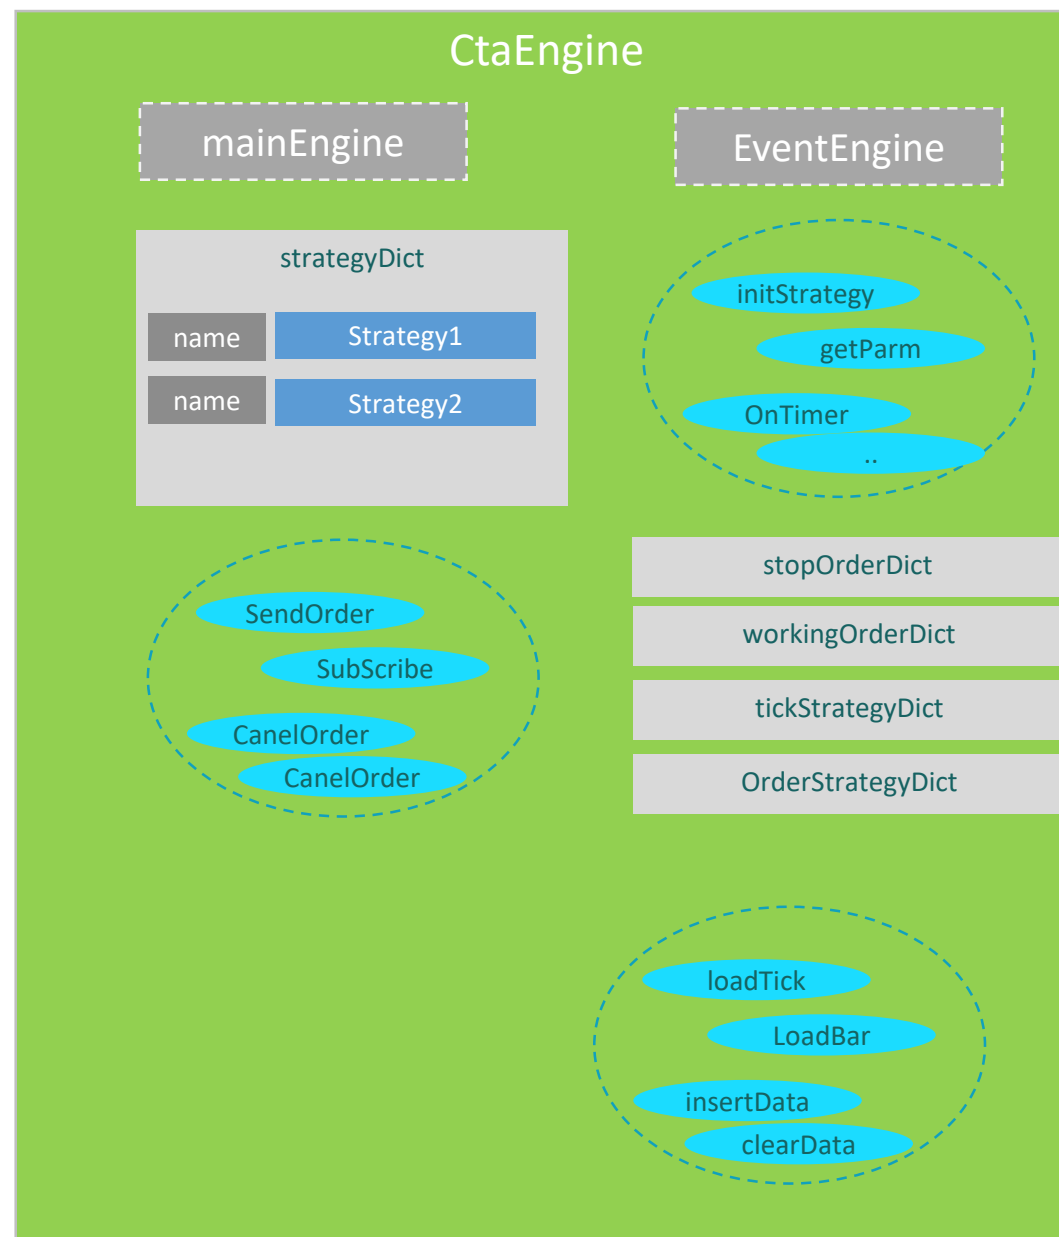 CtaEngine
mainEngine
EventEngine
strategyDict
name
Strategy1
name
Strategy2
initStrategy
getParm
OnTimer
..
SendOrder
SubScribe
CanelOrder
CanelOrder
stopOrderDict
workingOrderDict
tickStrategyDict
OrderStrategyDict
loadTick
LoadBar
insertData
clearData